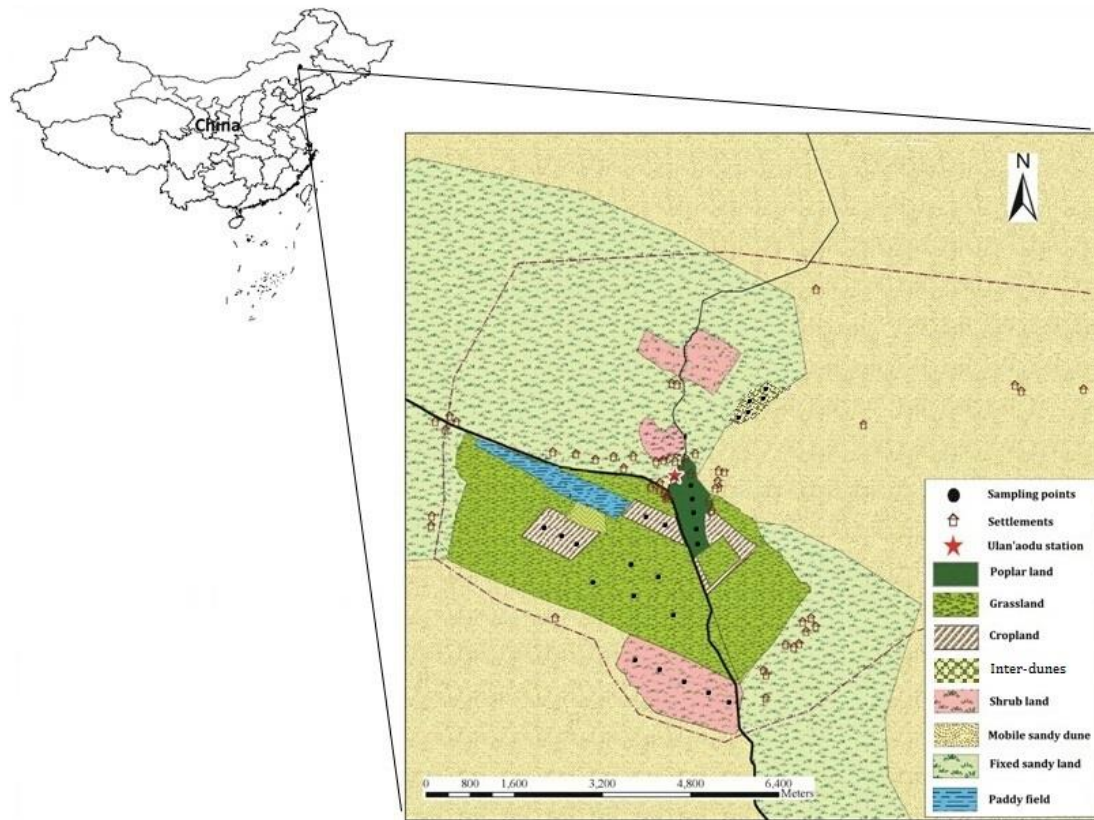 China
N
Sampling points
Settlements
Ulan'aodu station
Poplar land
Grassland
Cropland
Inter-dunes
Shrub land
Mobile sandy dune
Fixed sandy land
Paddy field
0 800 1,600 3,200 4,800 6,400
Meters